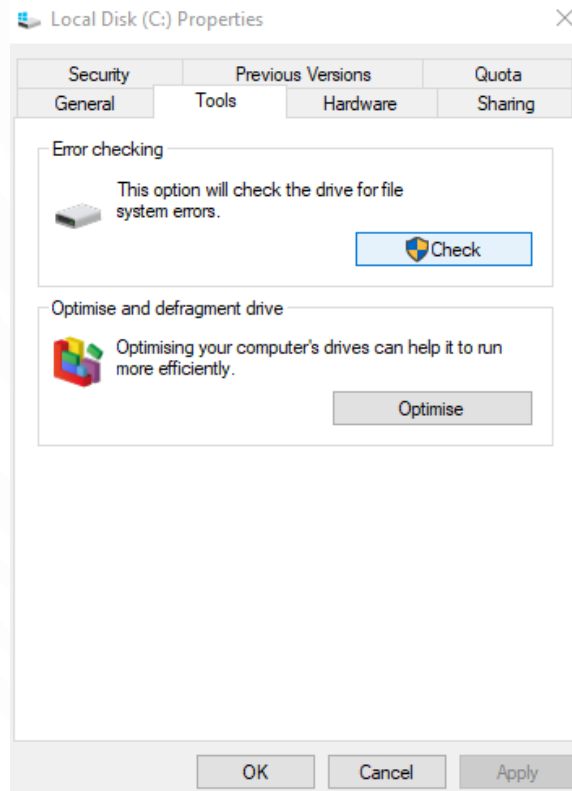 Local Disk (C:) Properties
Security Previous Versions Quota
General Tools Hardware Sharing
Error checking
This option will check the drive for file
system errors.
Check
Optimise and defragment drive
Optimising your computer's drives can help it to run
more efficiently.
Optimise
OK Cancel Apply